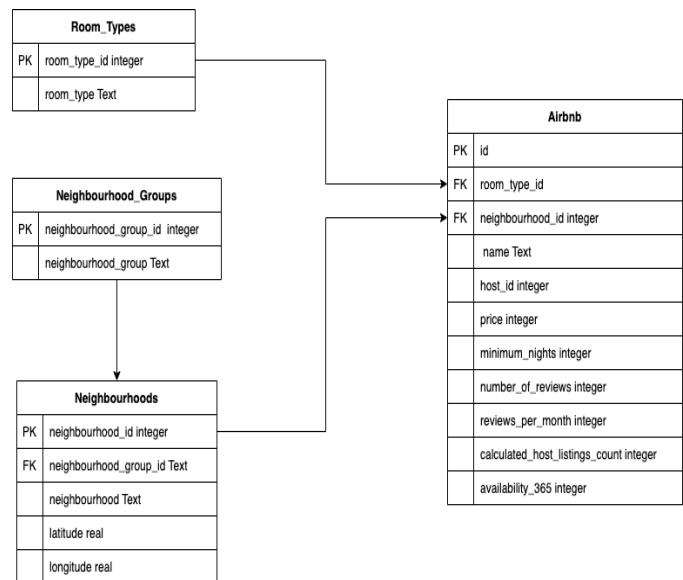 Room_Types
PK room_type_id integer
room_type Text
Neighbourhood_Groups
PK neighbourhood_group_id integer
neighbourhood_group Text
Neighbourhoods
PK neighbourhood_id integer
FK neighbourhood_group_id Text
neighbourhood Text
latitude real
longitude real
Airbnb
PK id
FK room_type_id
FK neighbourhood_id integer
name Text
host_id integer
price integer
minimum_nights integer
number_of_reviews integer
reviews_per_month integer
calculated_host_listings_count integer
availability_365 integer